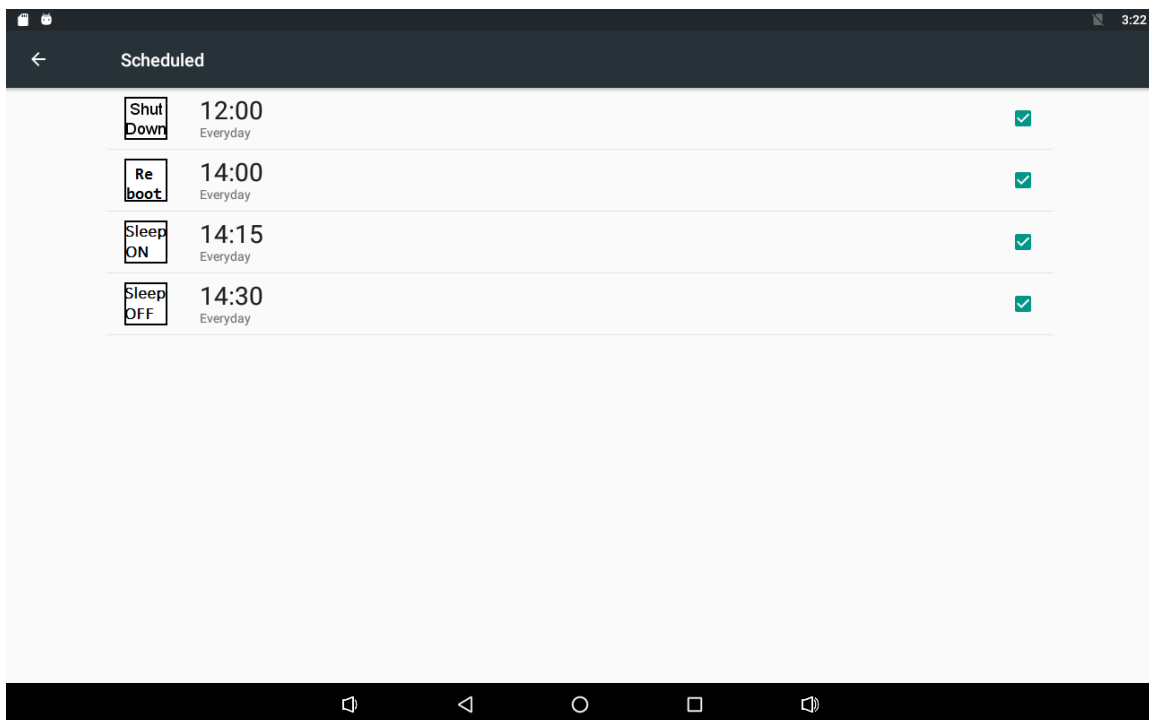 3:22
Scheduled
Shut
Down
12:00
Everyday
Re
boot
14:00
Everyday
Sleep
ON
14:15
Everyday
Sleep
OFF
14:30
Everyday